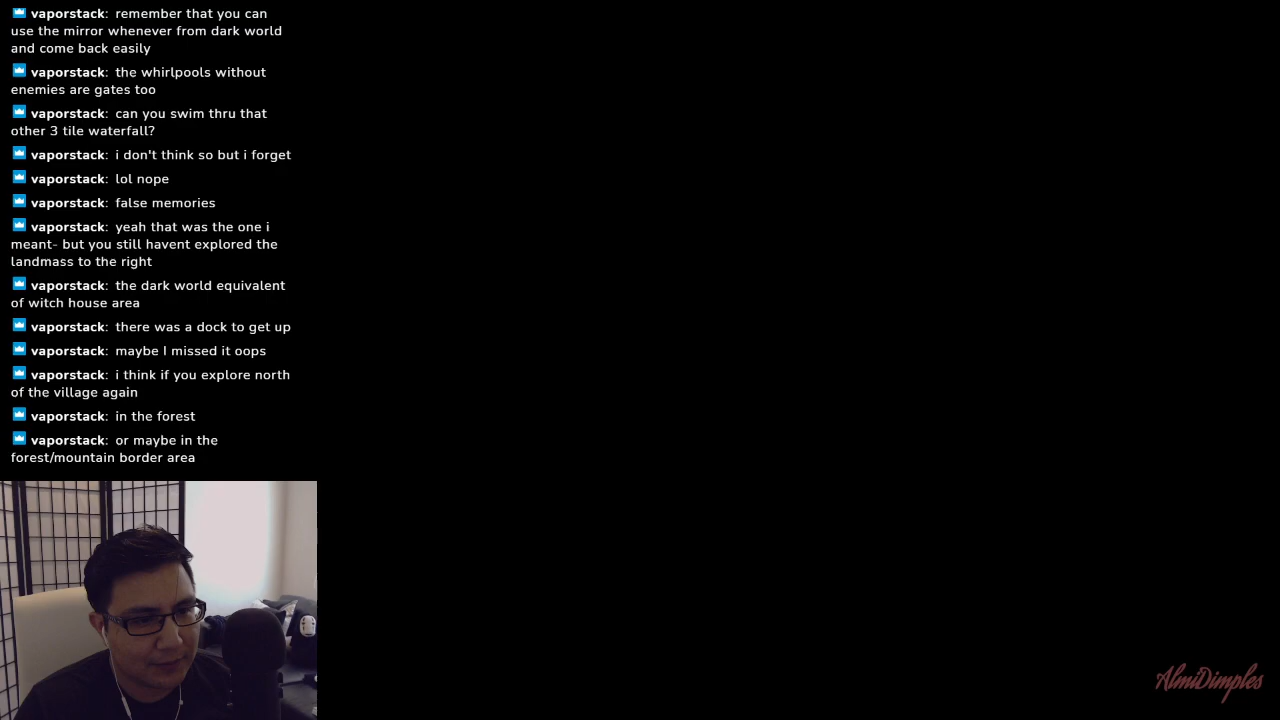 vaporstack: remember that you can
use the mirror whenever from dark world
and come back easily
vaporstack: the whirlpools without
enemies are gates too
vaporstack: can you swim thru that
other 3 tile waterfall?
vaporstack: i don't think so but i forget
vaporstack: lol nope
vaporstack: false memories
vaporstack: yeah that was the one i
meant- but you still havent explored the
landmass to the right
vaporstack: the dark world equivalent
of witch house area
vaporstack: there was a dock to get up
vaporstack: maybe I missed it oops
vaporstack: i think if you explore north
of the village again
vaporstack: in the forest
vaporstack: or maybe in the
forest/mountain border area
AlmiDimples